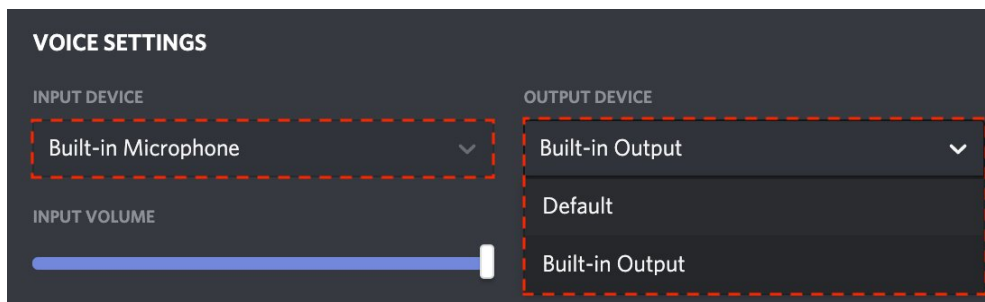 VOICE SETTINGS
INPUT DEVICE
OUTPUT DEVICE
Built-in Microphone
Built-in Output
Default
INPUT VOLUME
Built-in Output